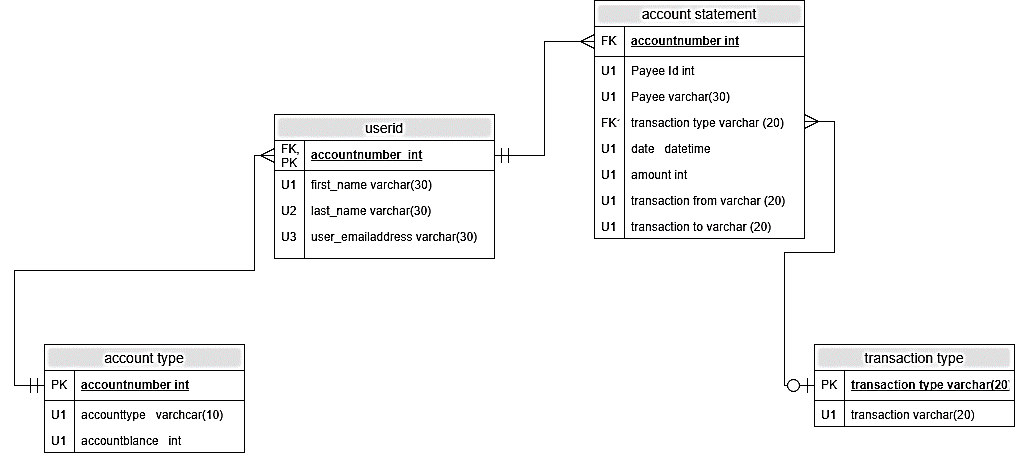 account statement
FK accountnumber int
U1 Payee Id int
U1 Payee varchar(30)
FK transaction type varchar (20)
U1 date datetime
U1 amount int
U1 transaction from varchar (20)
U1 transaction to varchar (20)
userid
FK, PK accountnumber int
U1 first_name varchar(30)
U2 last_name varchar(30)
U3 user_emailaddress varchar(30)
account type
PK accountnumber int
U1 accounttype varchcar(10)
U1 accountblance int
transaction type
PK transaction type varchar(20
U1 transaction varchar(20)